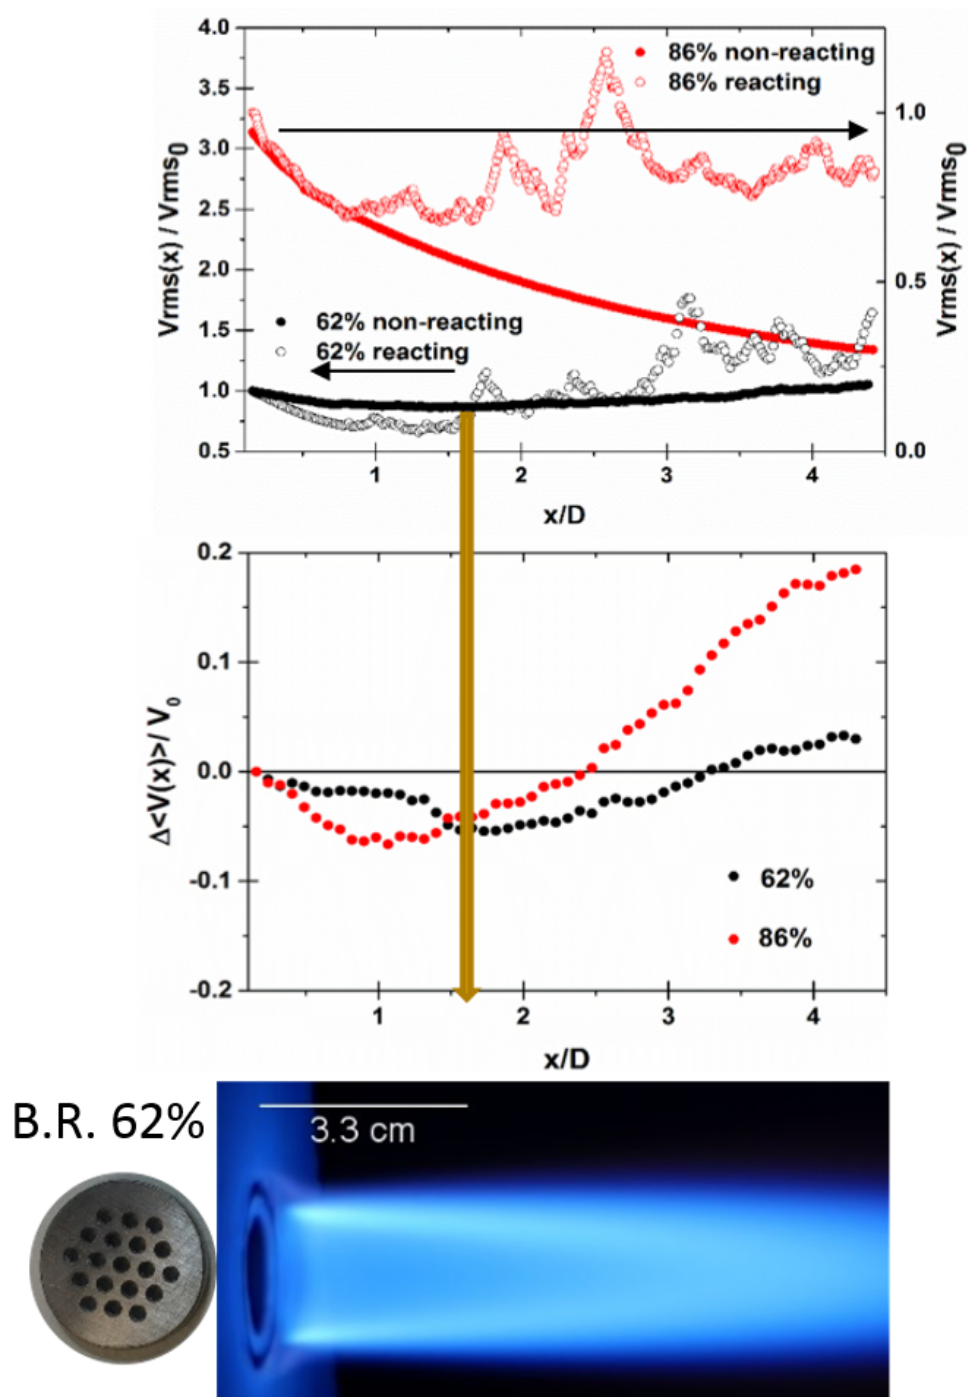 4.0
3.5
3.0
2.5
2.0
1.5
1.0
0.5
Vrms(x) / Vrms0
86% non-reacting
86% reacting
62% non-reacting
62% reacting
1.0
0.5
0.0
Vrms(x) / Vrms0
1 2 3 4
x/D
0.2
0.1
0.0
-0.1
-0.2
Δ<V(x)>/ V0
62%
86%
1 2 3 4
x/D
B.R. 62%
3.3 cm